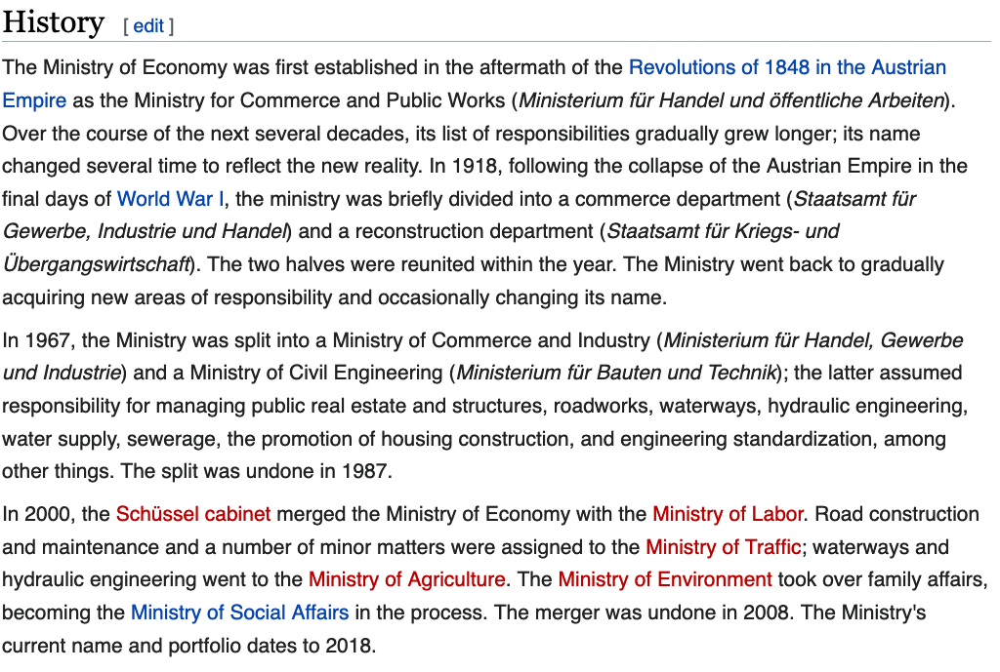 History [ edit ]
The Ministry of Economy was first established in the aftermath of the Revolutions of 1848 in the Austrian
Empire as the Ministry for Commerce and Public Works (Ministerium für Handel und öffentliche Arbeiten).
Over the course of the next several decades, its list of responsibilities gradually grew longer; its name
changed several time to reflect the new reality. In 1918, following the collapse of the Austrian Empire in the
final days of World War I, the ministry was briefly divided into a commerce department (Staatsamt für
Gewerbe, Industrie und Handel) and a reconstruction department (Staatsamt für Kriegs- und
Übergangswirtschaft). The two halves were reunited within the year. The Ministry went back to gradually
acquiring new areas of responsibility and occasionally changing its name.
In 1967, the Ministry was split into a Ministry of Commerce and Industry (Ministerium für Handel, Gewerbe
und Industrie) and a Ministry of Civil Engineering (Ministerium für Bauten und Technik); the latter assumed
responsibility for managing public real estate and structures, roadworks, waterways, hydraulic engineering,
water supply, sewerage, the promotion of housing construction, and engineering standardization, among
other things. The split was undone in 1987.
In 2000, the Schüssel cabinet merged the Ministry of Economy with the Ministry of Labor. Road construction
and maintenance and a number of minor matters were assigned to the Ministry of Traffic; waterways and
hydraulic engineering went to the Ministry of Agriculture. The Ministry of Environment took over family affairs,
becoming the Ministry of Social Affairs in the process. The merger was undone in 2008. The Ministry's
current name and portfolio dates to 2018.